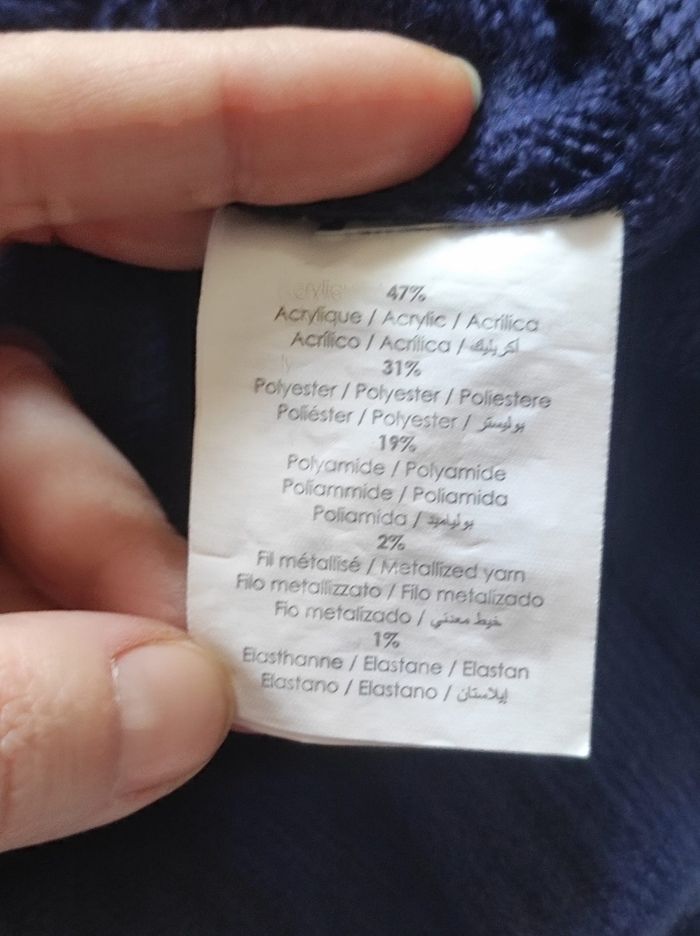 47%
Acrylique / Acrylic / Acrilica
Acrílico / Acrílica / اكريليك
31%
Polyester / Polyester / Poliestere
Poliéster / Polyester / بوليستر
19%
Polyamide / Polyamide
Poliammide / Poliamida
Poliamida / بوليامید
2%
Fil métallisé / Metallized yarn
Filo metallizzato / Filo metalizado
Fio metalizado / خيط معدني
1%
Elasthanne / Elastane / Elastan
Elastano / Elastano / إيلاستان